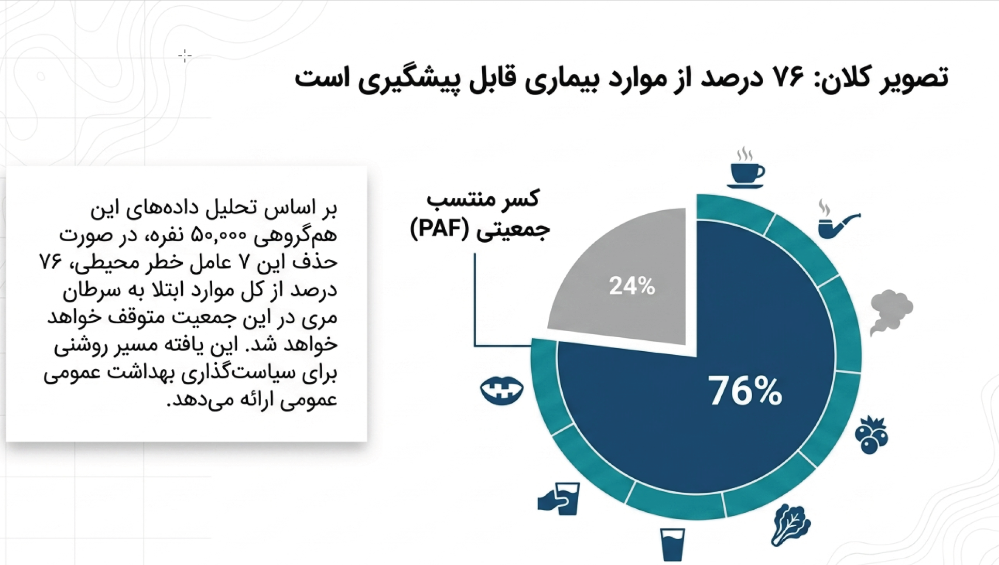 تصویر کلان: ۷۶ درصد از موارد بیماری قابل پیشگیری است
کسر منتسب
جمعیتی (PAF)
24%
76%
بر اساس تحلیل داده‌های این
هم‌گروهی ۵۰,۰۰۰ نفره، در صورت
حذف این ۷ عامل خطر محیطی، ۷۶
درصد از کل موارد ابتلا به سرطان
مری در این جمعیت متوقف خواهد
خواهد شد. این یافته مسیر روشنی
برای سیاست‌گذاری بهداشت عمومی
عمومی ارائه می‌دهد.